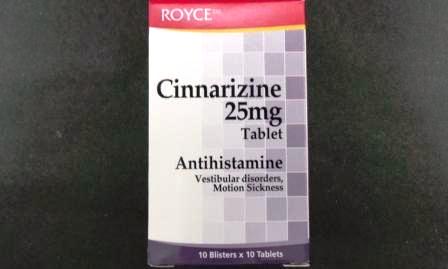 ROYCE
Cinnarizine
25mg
Tablet
Antihistamine
Vestibular disorders,
Motion Sickness
10 Blisters x 10 Tablets